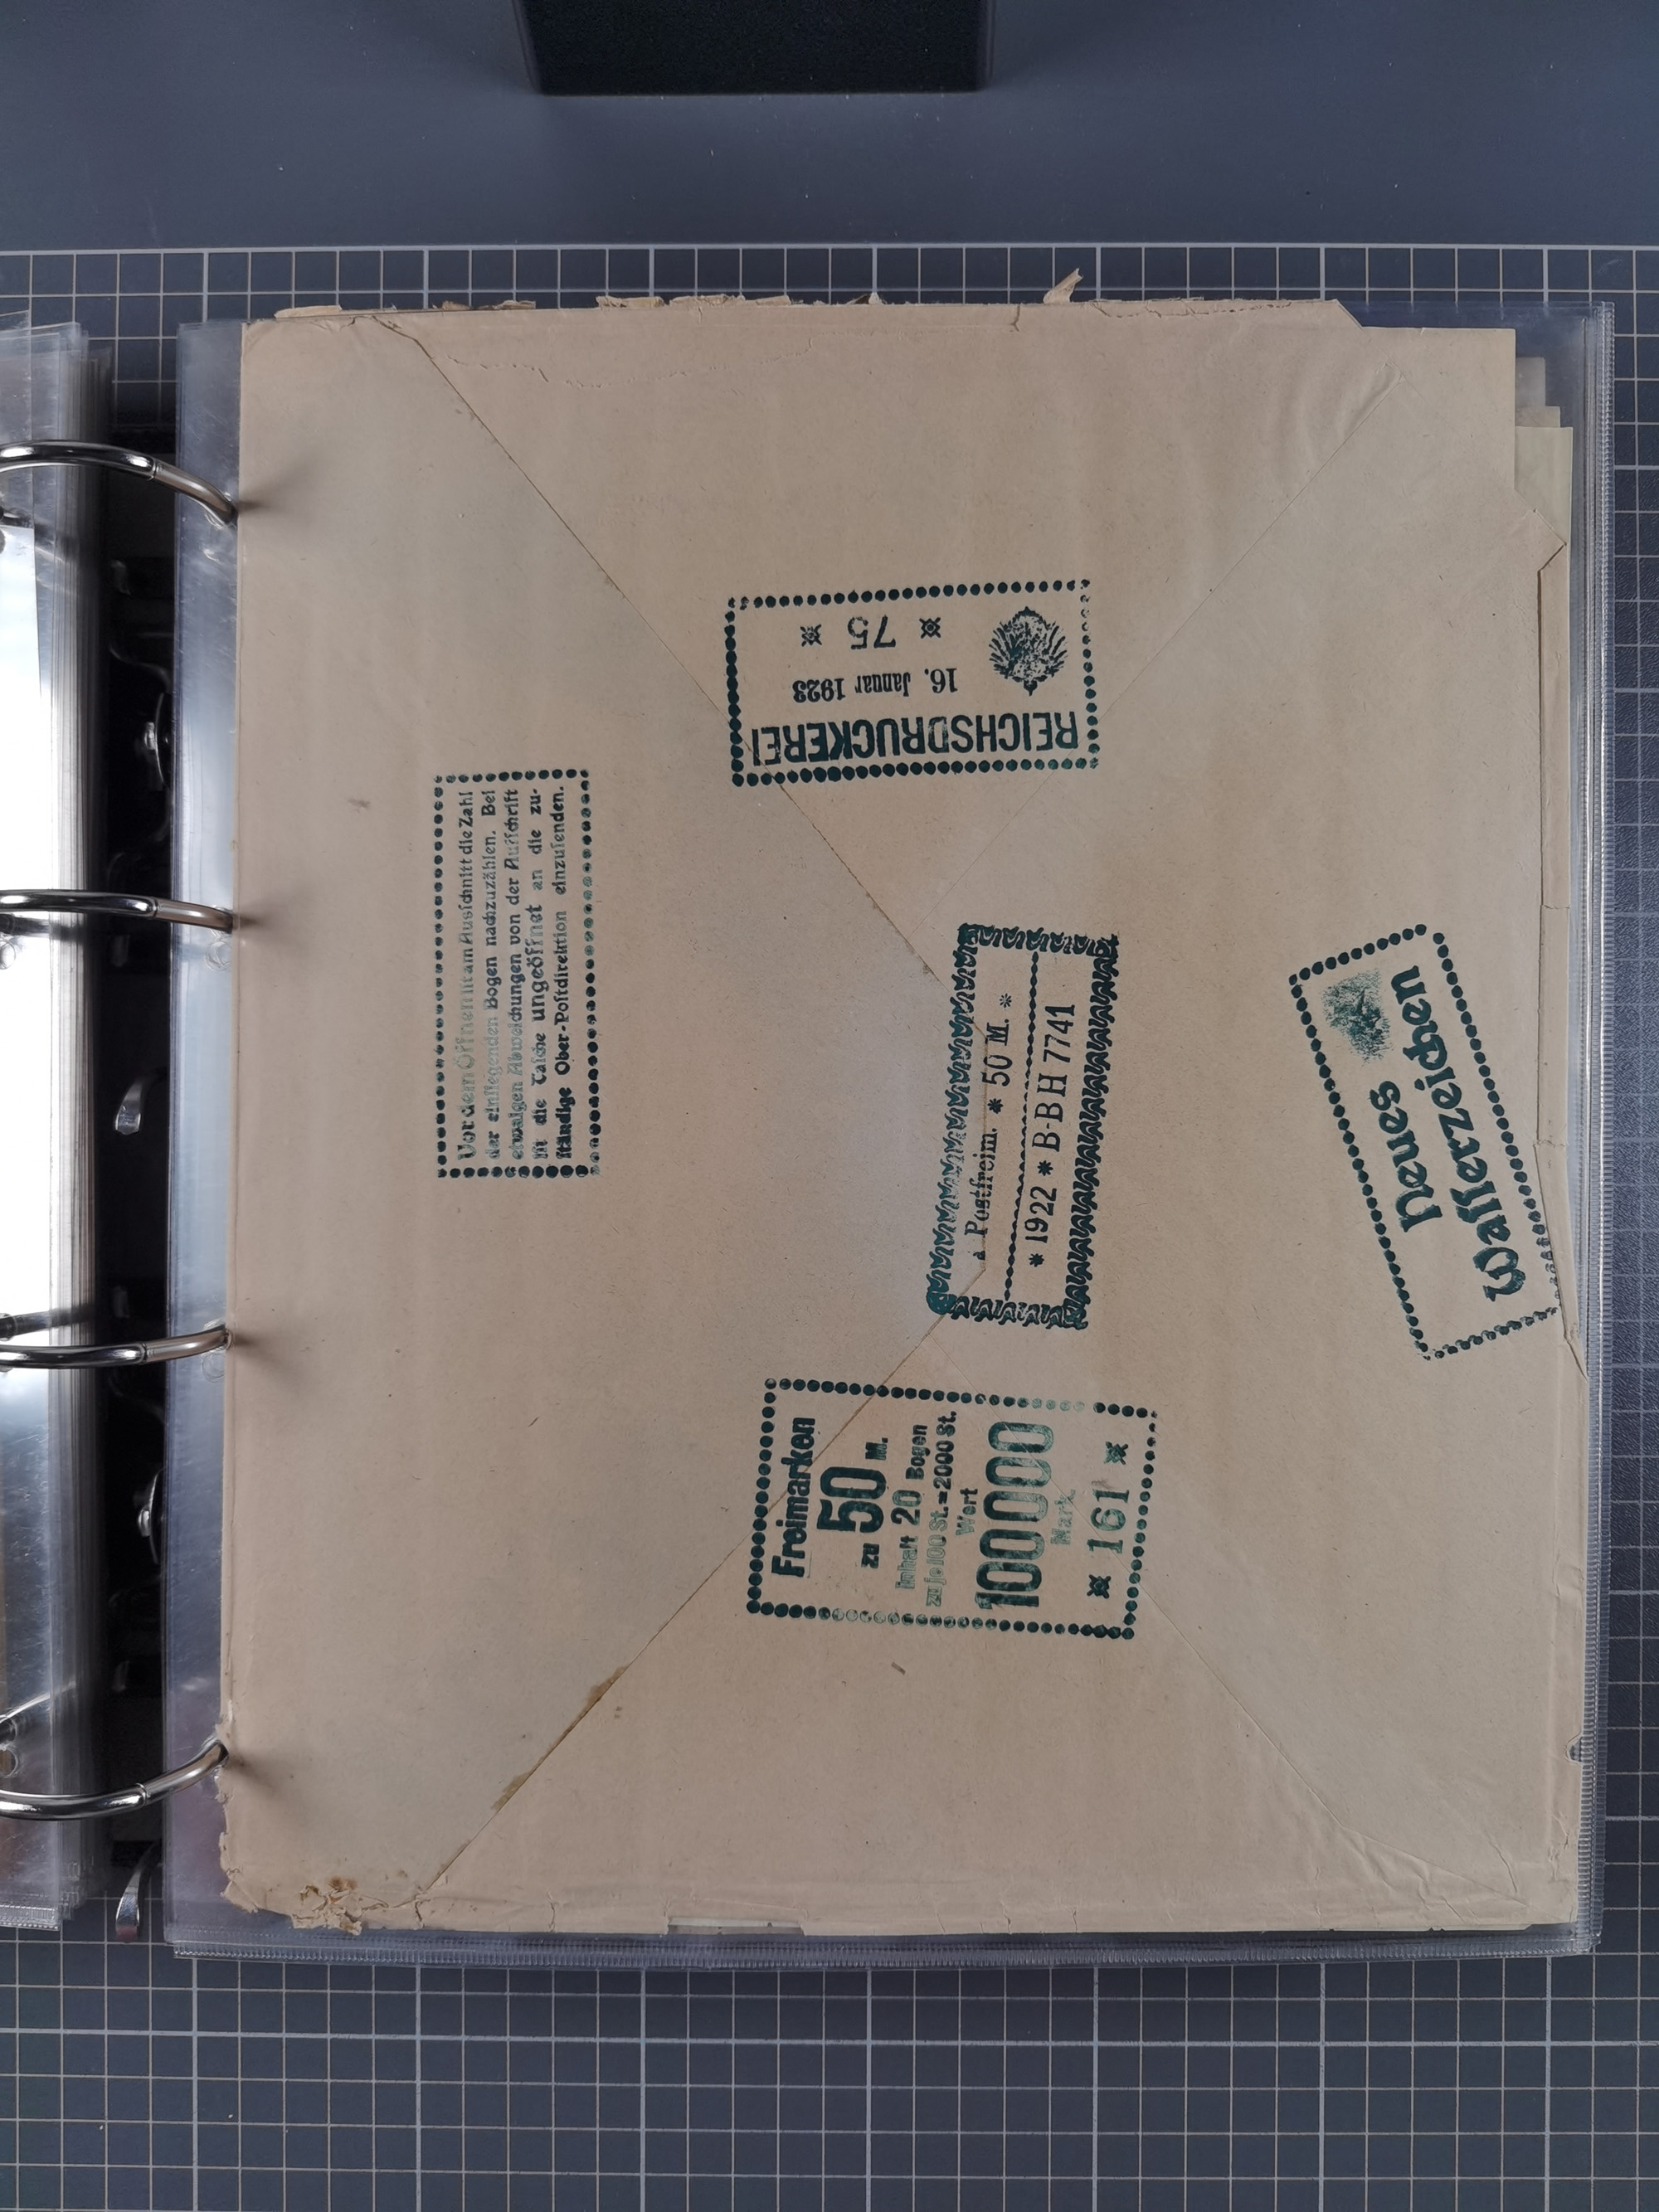 Vor dem Öffnen ist am Ausschnitt die Zahl
der einliegenden Bogen nachzuzählen. Bei
etwaigen Abweichungen von der Aufschrift
ist die Tasche ungeöffnet an die zu-
ständige Ober-Postdirektion einzusenden.
REICHSDRUCKEREI
16. Januar 1923
※ 75 ※
Postfreim. * 50 M. *
* 1922 * B-BH 7741
Freimarken
zu 50 M.
Inhalt 20 Bogen
zu je 100 St.=2000 St.
Wert
100000
Mark
※ 161 ※
Neues
Wasserzeichen